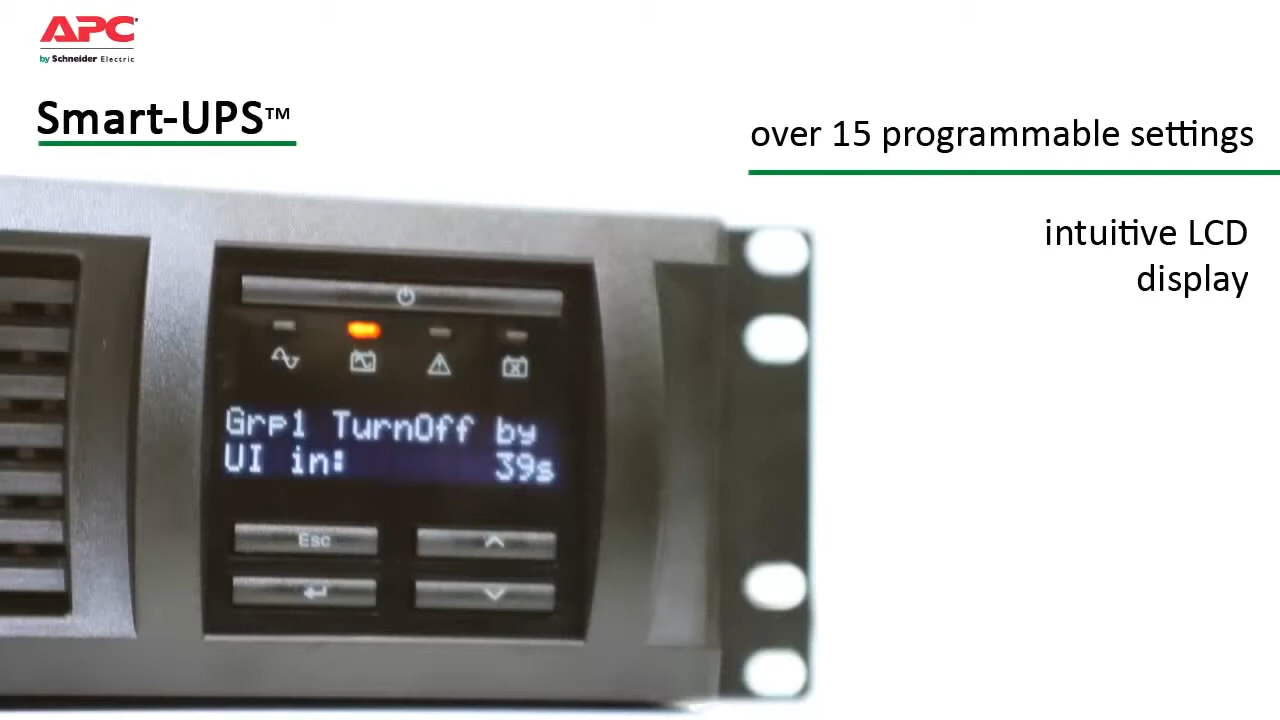 APC
by Schneider Electric
Smart-UPS™
over 15 programmable settings
intuitive LCD
display
Grp1 TurnOff by
UI in: 39s
Esc